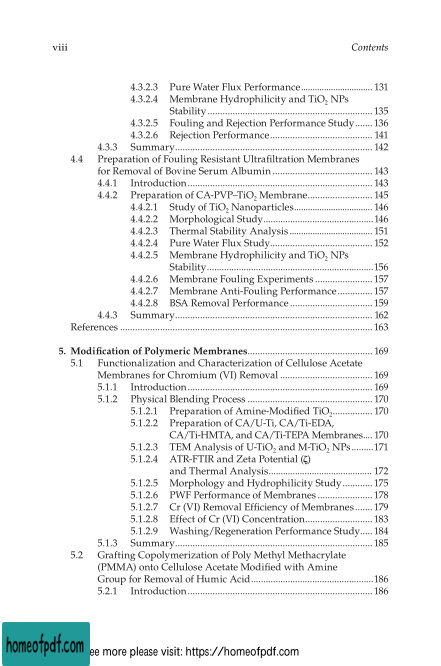 viii Contents
4.3.2.3 Pure Water Flux Performance.............................. 131
4.3.2.4 Membrane Hydrophilicity and TiO₂ NPs
Stability.................................................................... 135
4.3.2.5 Fouling and Rejection Performance Study....... 136
4.3.2.6 Rejection Performance.......................................... 141
4.3.3 Summary................................................................................. 142
4.4 Preparation of Fouling Resistant Ultrafiltration Membranes
for Removal of Bovine Serum Albumin ......................................... 143
4.4.1 Introduction............................................................................ 143
4.4.2 Preparation of CA-PVP–TiO₂ Membrane........................... 145
4.4.2.1 Study of TiO₂ Nanoparticles................................ 146
4.4.2.2 Morphological Study............................................. 146
4.4.2.3 Thermal Stability Analysis.................................. 151
4.4.2.4 Pure Water Flux Study.......................................... 152
4.4.2.5 Membrane Hydrophilicity and TiO₂ NPs
Stability.................................................................... 156
4.4.2.6 Membrane Fouling Experiments ........................ 157
4.4.2.7 Membrane Anti-Fouling Performance.............. 157
4.4.2.8 BSA Removal Performance .................................. 159
4.4.3 Summary................................................................................. 162
References ....................................................................................................... 163
5. Modification of Polymeric Membranes................................................... 169
5.1 Functionalization and Characterization of Cellulose Acetate
Membranes for Chromium (VI) Removal ...................................... 169
5.1.1 Introduction............................................................................ 169
5.1.2 Physical Blending Process ................................................... 170
5.1.2.1 Preparation of Amine-Modified TiO₂................ 170
5.1.2.2 Preparation of CA/U-Ti, CA/Ti-EDA,
CA/Ti-HMTA, and CA/Ti-TEPA Membranes.... 170
5.1.2.3 TEM Analysis of U-TiO₂ and M-TiO₂ NPs......... 171
5.1.2.4 ATR-FTIR and Zeta Potential (ζ)
and Thermal Analysis........................................... 172
5.1.2.5 Morphology and Hydrophility Study ............ 175
5.1.2.6 PWF Performance of Membranes ...................... 178
5.1.2.7 Cr (VI) Removal Efficiency of Membranes....... 179
5.1.2.8 Effect of Cr (VI) Concentration............................ 183
5.1.2.9 Washing/Regeneration Performance Study..... 184
5.1.3 Summary................................................................................. 185
5.2 Grafting Copolymerization of Poly Methyl Methacrylate
(PMMA) onto Cellulose Acetate Modified with Amine
Group for Removal of Humic Acid.................................................. 186
5.2.1 Introduction............................................................................ 186
homeofpdf.com
ee more please visit: https://homeofpdf.com